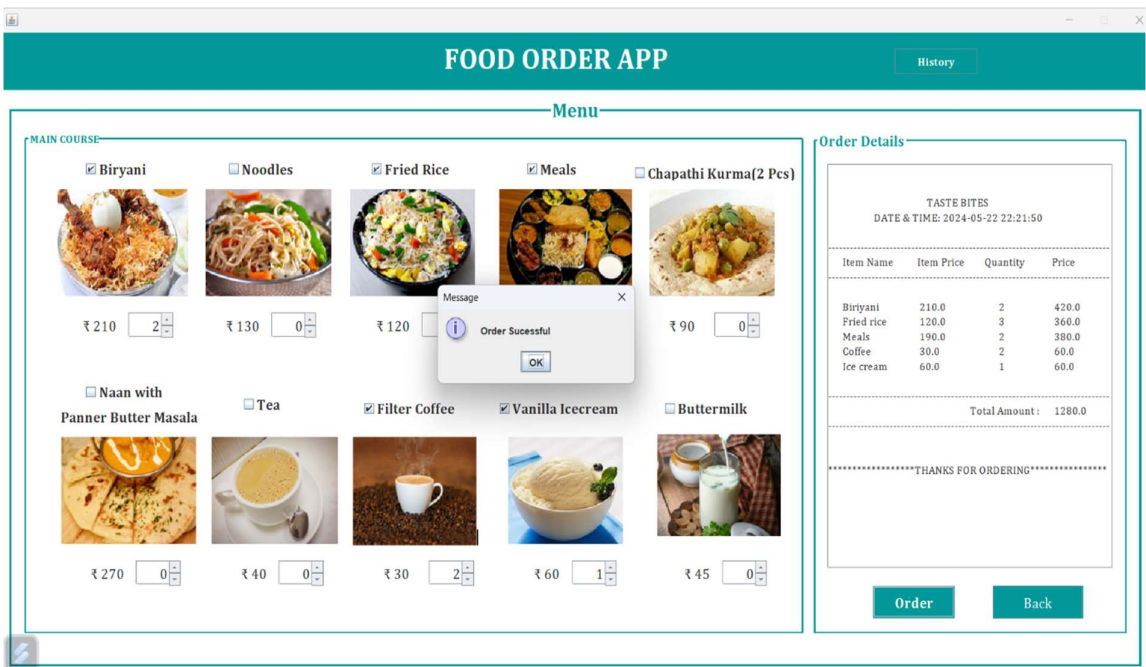 FOOD ORDER APP
History
Menu
MAIN COURSE
Biryani
Noodles
Fried Rice
Meals
Chapathi Kurma(2 Pcs)
₹ 210 2
₹ 130 0
₹ 120
₹ 90 0
Message
Order Sucessful
OK
Naan with
Panner Butter Masala
Tea
Filter Coffee
Vanilla Icecream
Buttermilk
₹ 270 0
₹ 40 0
₹ 30 2
₹ 60 1
₹ 45 0
Order Details
TASTE BITES
DATE & TIME: 2024-05-22 22:21:50
Item Name Item Price Quantity Price
Biriyani 210.0 2 420.0
Fried rice 120.0 3 360.0
Meals 190.0 2 380.0
Coffee 30.0 2 60.0
Ice cream 60.0 1 60.0
Total Amount : 1280.0
******************THANKS FOR ORDERING****************
Order
Back